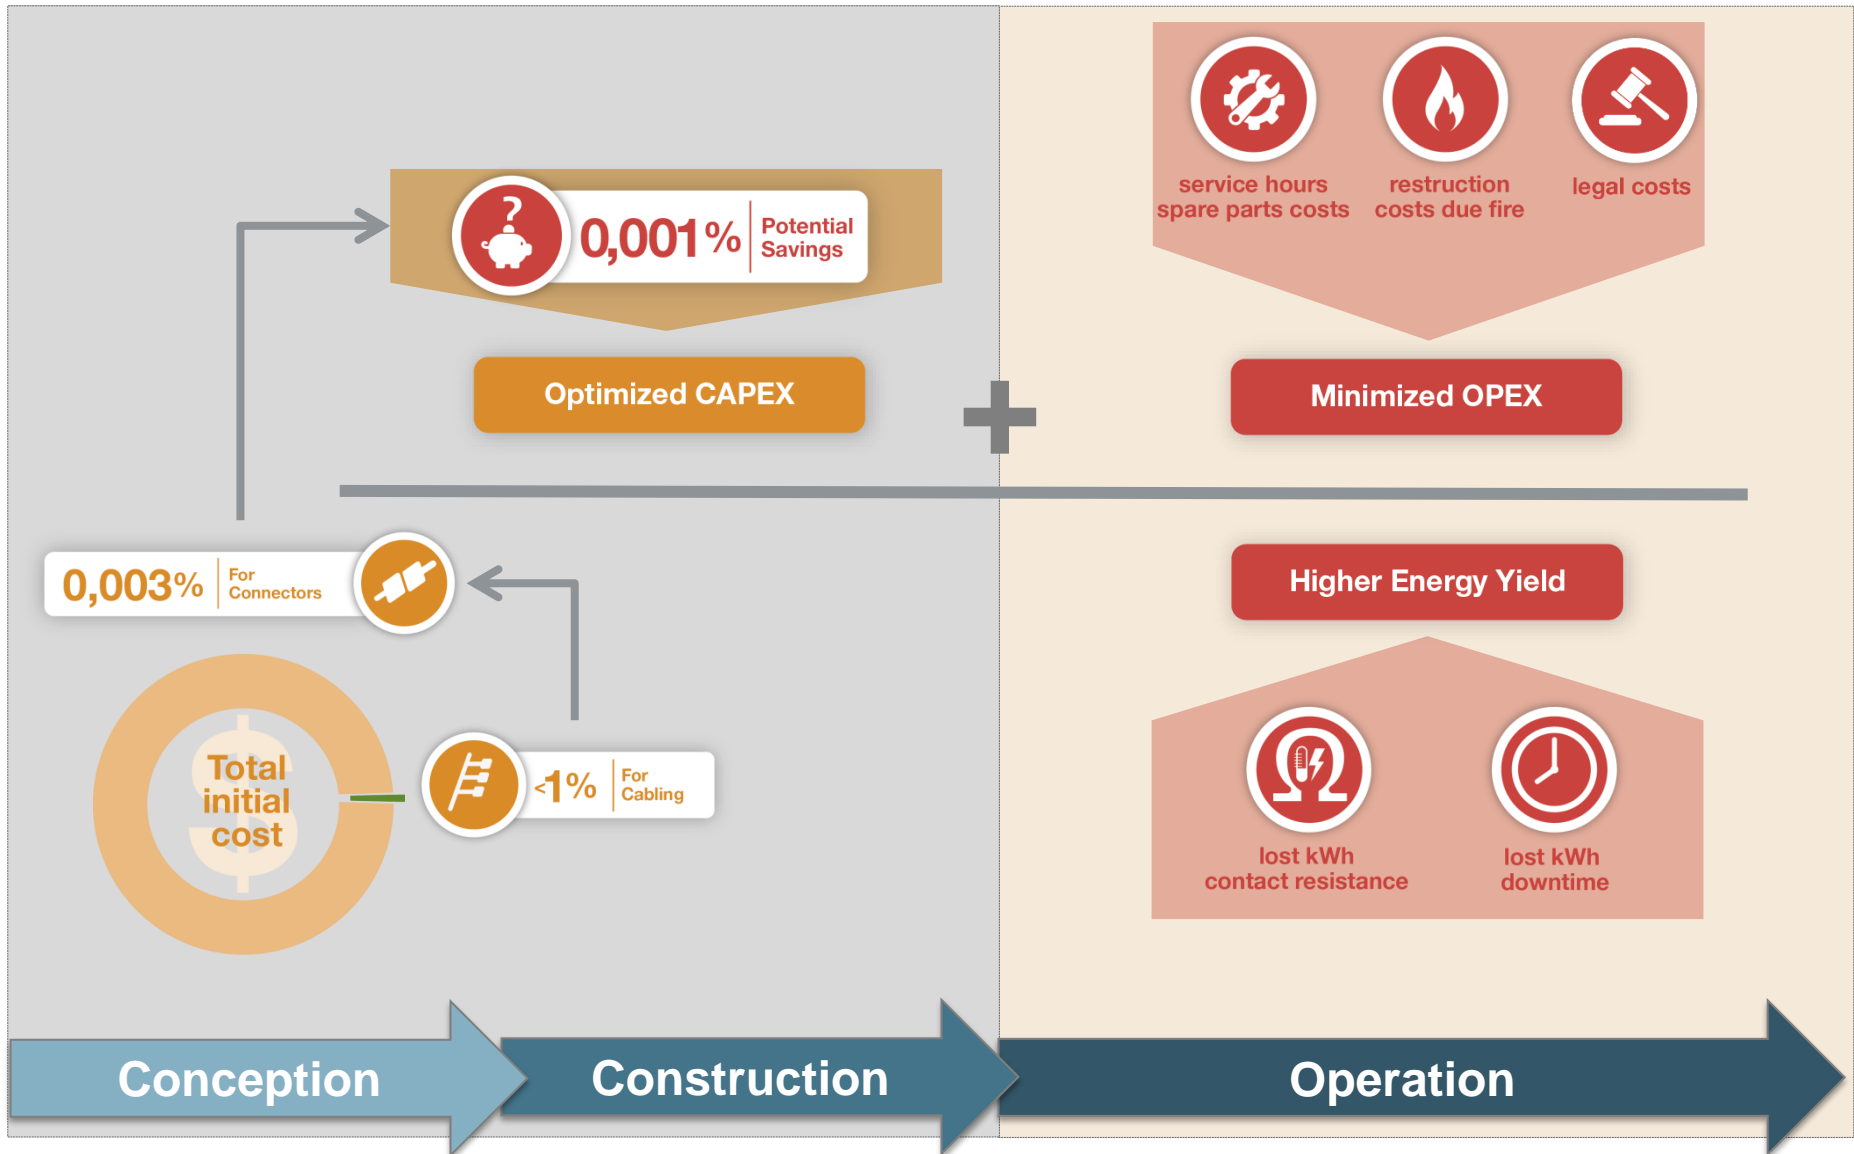 service hours
spare parts costs
restruction
costs due fire
legal costs
?
0,001%
Potential
Savings
Optimized CAPEX
+
Minimized OPEX
0,003%
For
Connectors
Higher Energy Yield
$
Total
initial
cost
<1%
For
Cabling
Ω
lost kWh
contact resistance
lost kWh
downtime
Conception
Construction
Operation